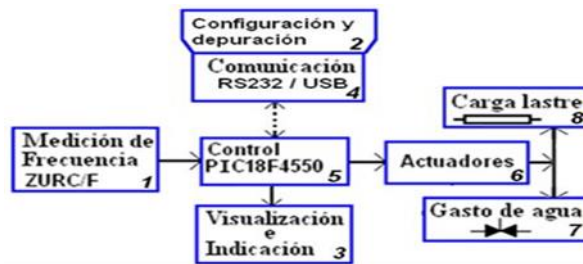 Configuración y
depuración 2
Comunicación
RS232 / USB
4
Carga lastre
8
Medición de
Frecuencia
ZURC/F 1
Control
PIC18F4550
5
Actuadores
6
Gasto de agua
7
Visualización
e
Indicación 3